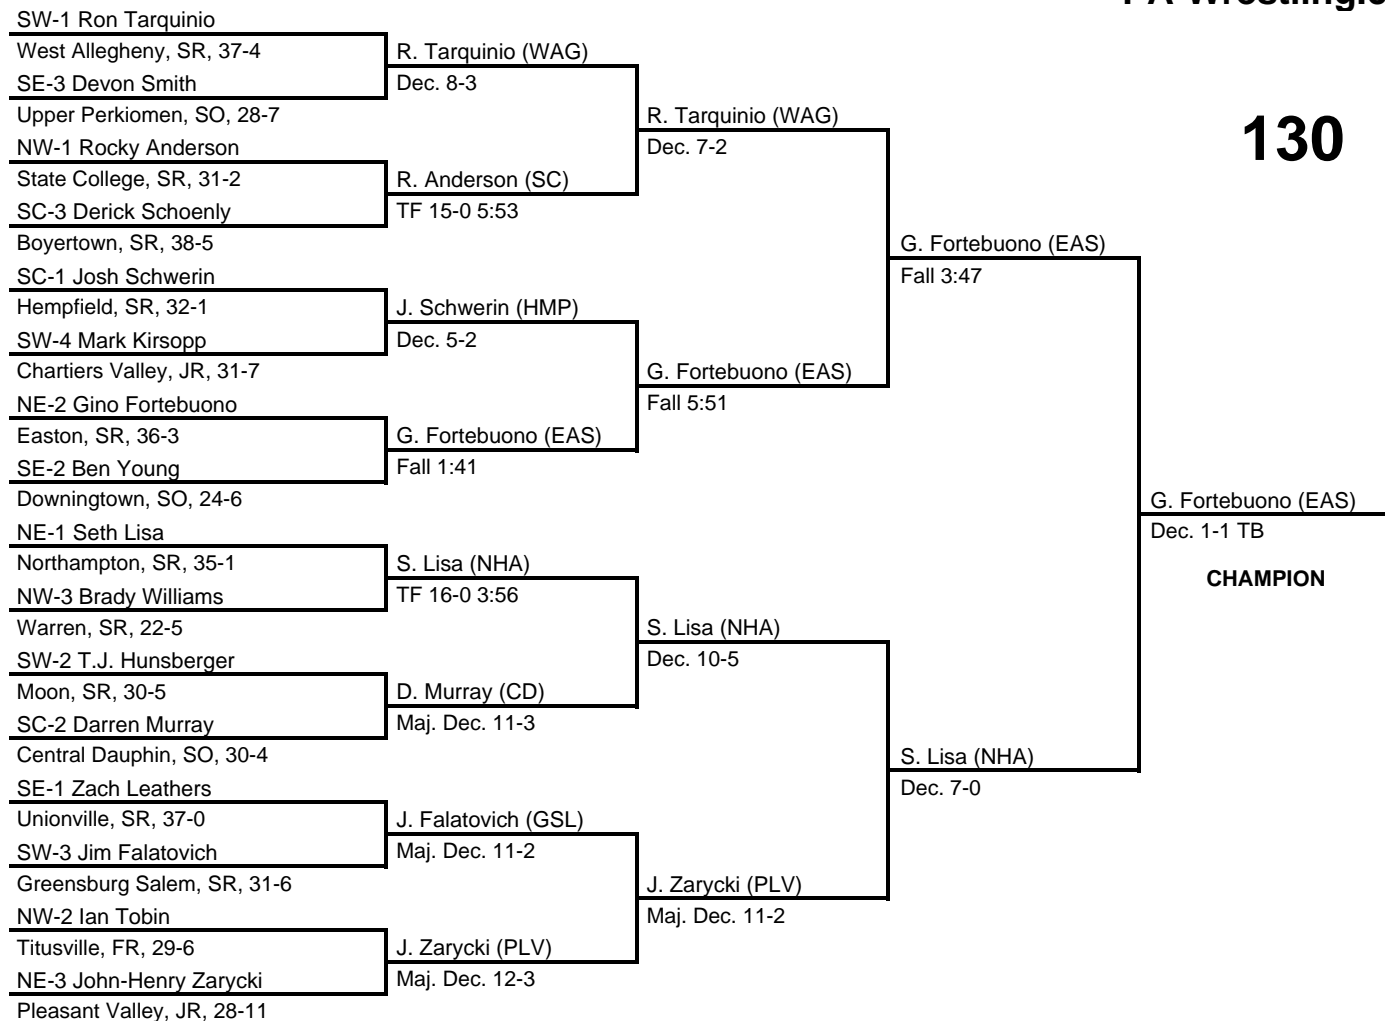 SW-1 Ron Tarquinio
West Allegheny, SR, 37-4
SE-3 Devon Smith
Upper Perkiomen, SO, 28-7
NW-1 Rocky Anderson
State College, SR, 31-2
SC-3 Derick Schoenly
Boyertown, SR, 38-5
SC-1 Josh Schwerin
Hempfield, SR, 32-1
SW-4 Mark Kirsopp
Chartiers Valley, JR, 31-7
NE-2 Gino Fortebuono
Easton, SR, 36-3
SE-2 Ben Young
Downingtown, SO, 24-6
NE-1 Seth Lisa
Northampton, SR, 35-1
NW-3 Brady Williams
Warren, SR, 22-5
SW-2 T.J. Hunsberger
Moon, SR, 30-5
SC-2 Darren Murray
Central Dauphin, SO, 30-4
SE-1 Zach Leathers
Unionville, SR, 37-0
SW-3 Jim Falatovich
Greensburg Salem, SR, 31-6
NW-2 Ian Tobin
Titusville, FR, 29-6
NE-3 John-Henry Zarycki
Pleasant Valley, JR, 28-11
R. Tarquinio (WAG)
Dec. 8-3
R. Anderson (SC)
TF 15-0 5:53
J. Schwerin (HMP)
Dec. 5-2
G. Fortebuono (EAS)
Fall 1:41
S. Lisa (NHA)
TF 16-0 3:56
D. Murray (CD)
Maj. Dec. 11-3
J. Falatovich (GSL)
Maj. Dec. 11-2
J. Zarycki (PLV)
Maj. Dec. 12-3
R. Tarquinio (WAG)
Dec. 7-2
G. Fortebuono (EAS)
Fall 5:51
S. Lisa (NHA)
Dec. 10-5
J. Zarycki (PLV)
Maj. Dec. 11-2
G. Fortebuono (EAS)
Fall 3:47
S. Lisa (NHA)
Dec. 7-0
130
G. Fortebuono (EAS)
Dec. 1-1 TB
CHAMPION